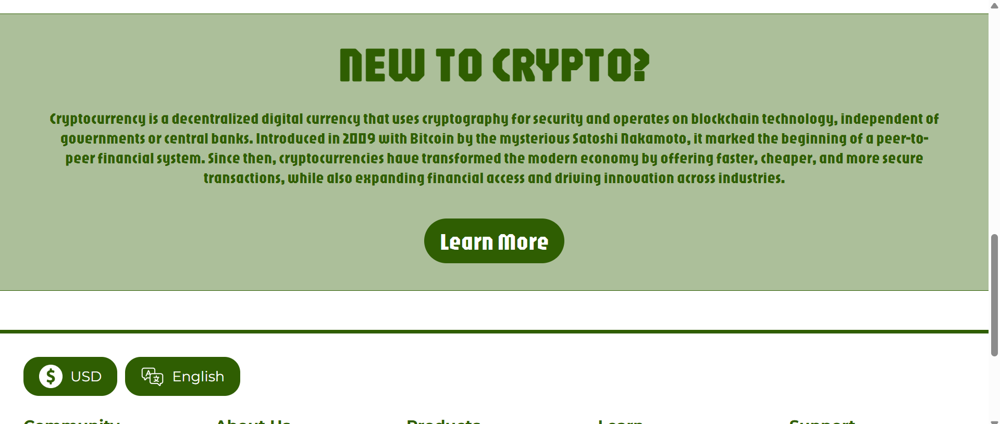 NEW TO CRYPTO?
Cryptocurrency is a decentralized digital currency that uses cryptography for security and operates on blockchain technology, independent of
governments or central banks. Introduced in 2009 with Bitcoin by the mysterious Satoshi Nakamoto, it marked the beginning of a peer-to-
peer financial system. Since then, cryptocurrencies have transformed the modern economy by offering faster, cheaper, and more secure
transactions, while also expanding financial access and driving innovation across industries.
Learn More
$ USD
A文 English
Community About Us Products Learn Support